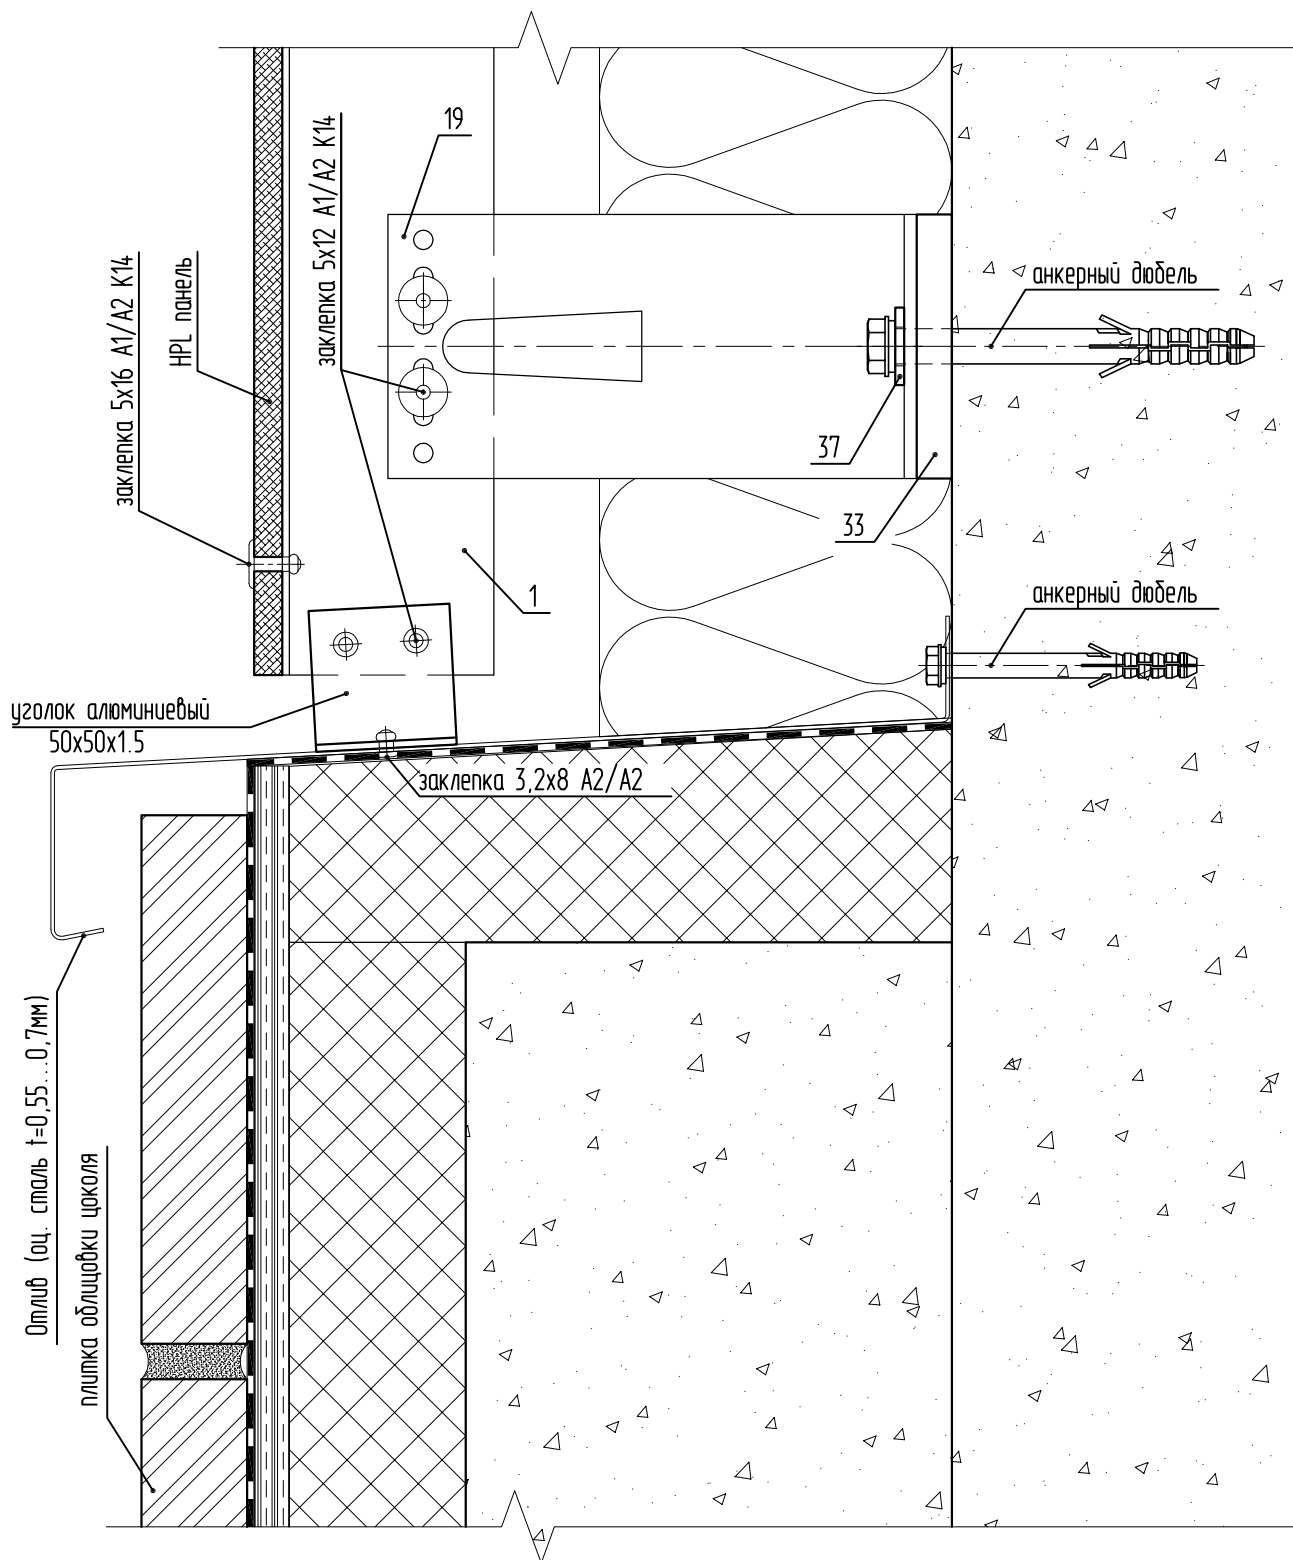 19
заклепка 5х12 А1/А2 К14
заклепка 5х16 А1/А2 К14
HPL панель
анкерный дюбель
37
33
1
анкерный дюбель
уголок алюминиевый
50х50х1.5
заклепка 3,2х8 А2/А2
Отлив (оц. сталь t=0,55...0,7мм)
плитка облицовки цоколя